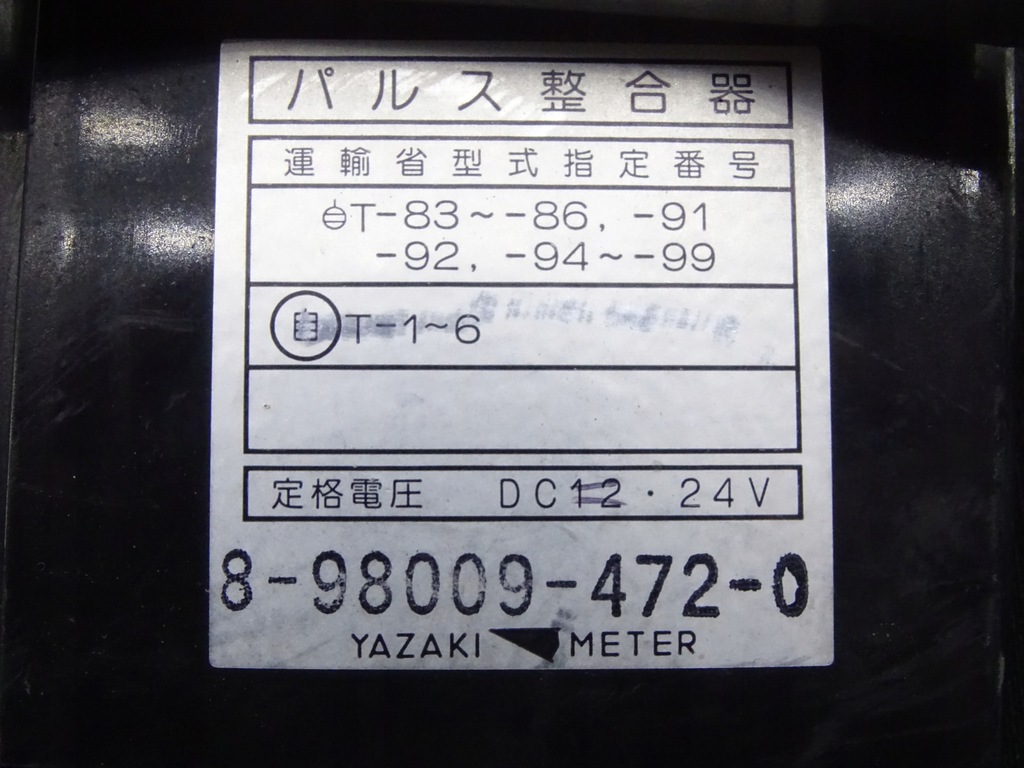 パルス整合器
運輸省型式指定番号
㊂T-83～-86, -91
-92, -94～-99
自T-1～6
定格電圧 DC12・24V
8-98009-472-0
YAZAKI METER